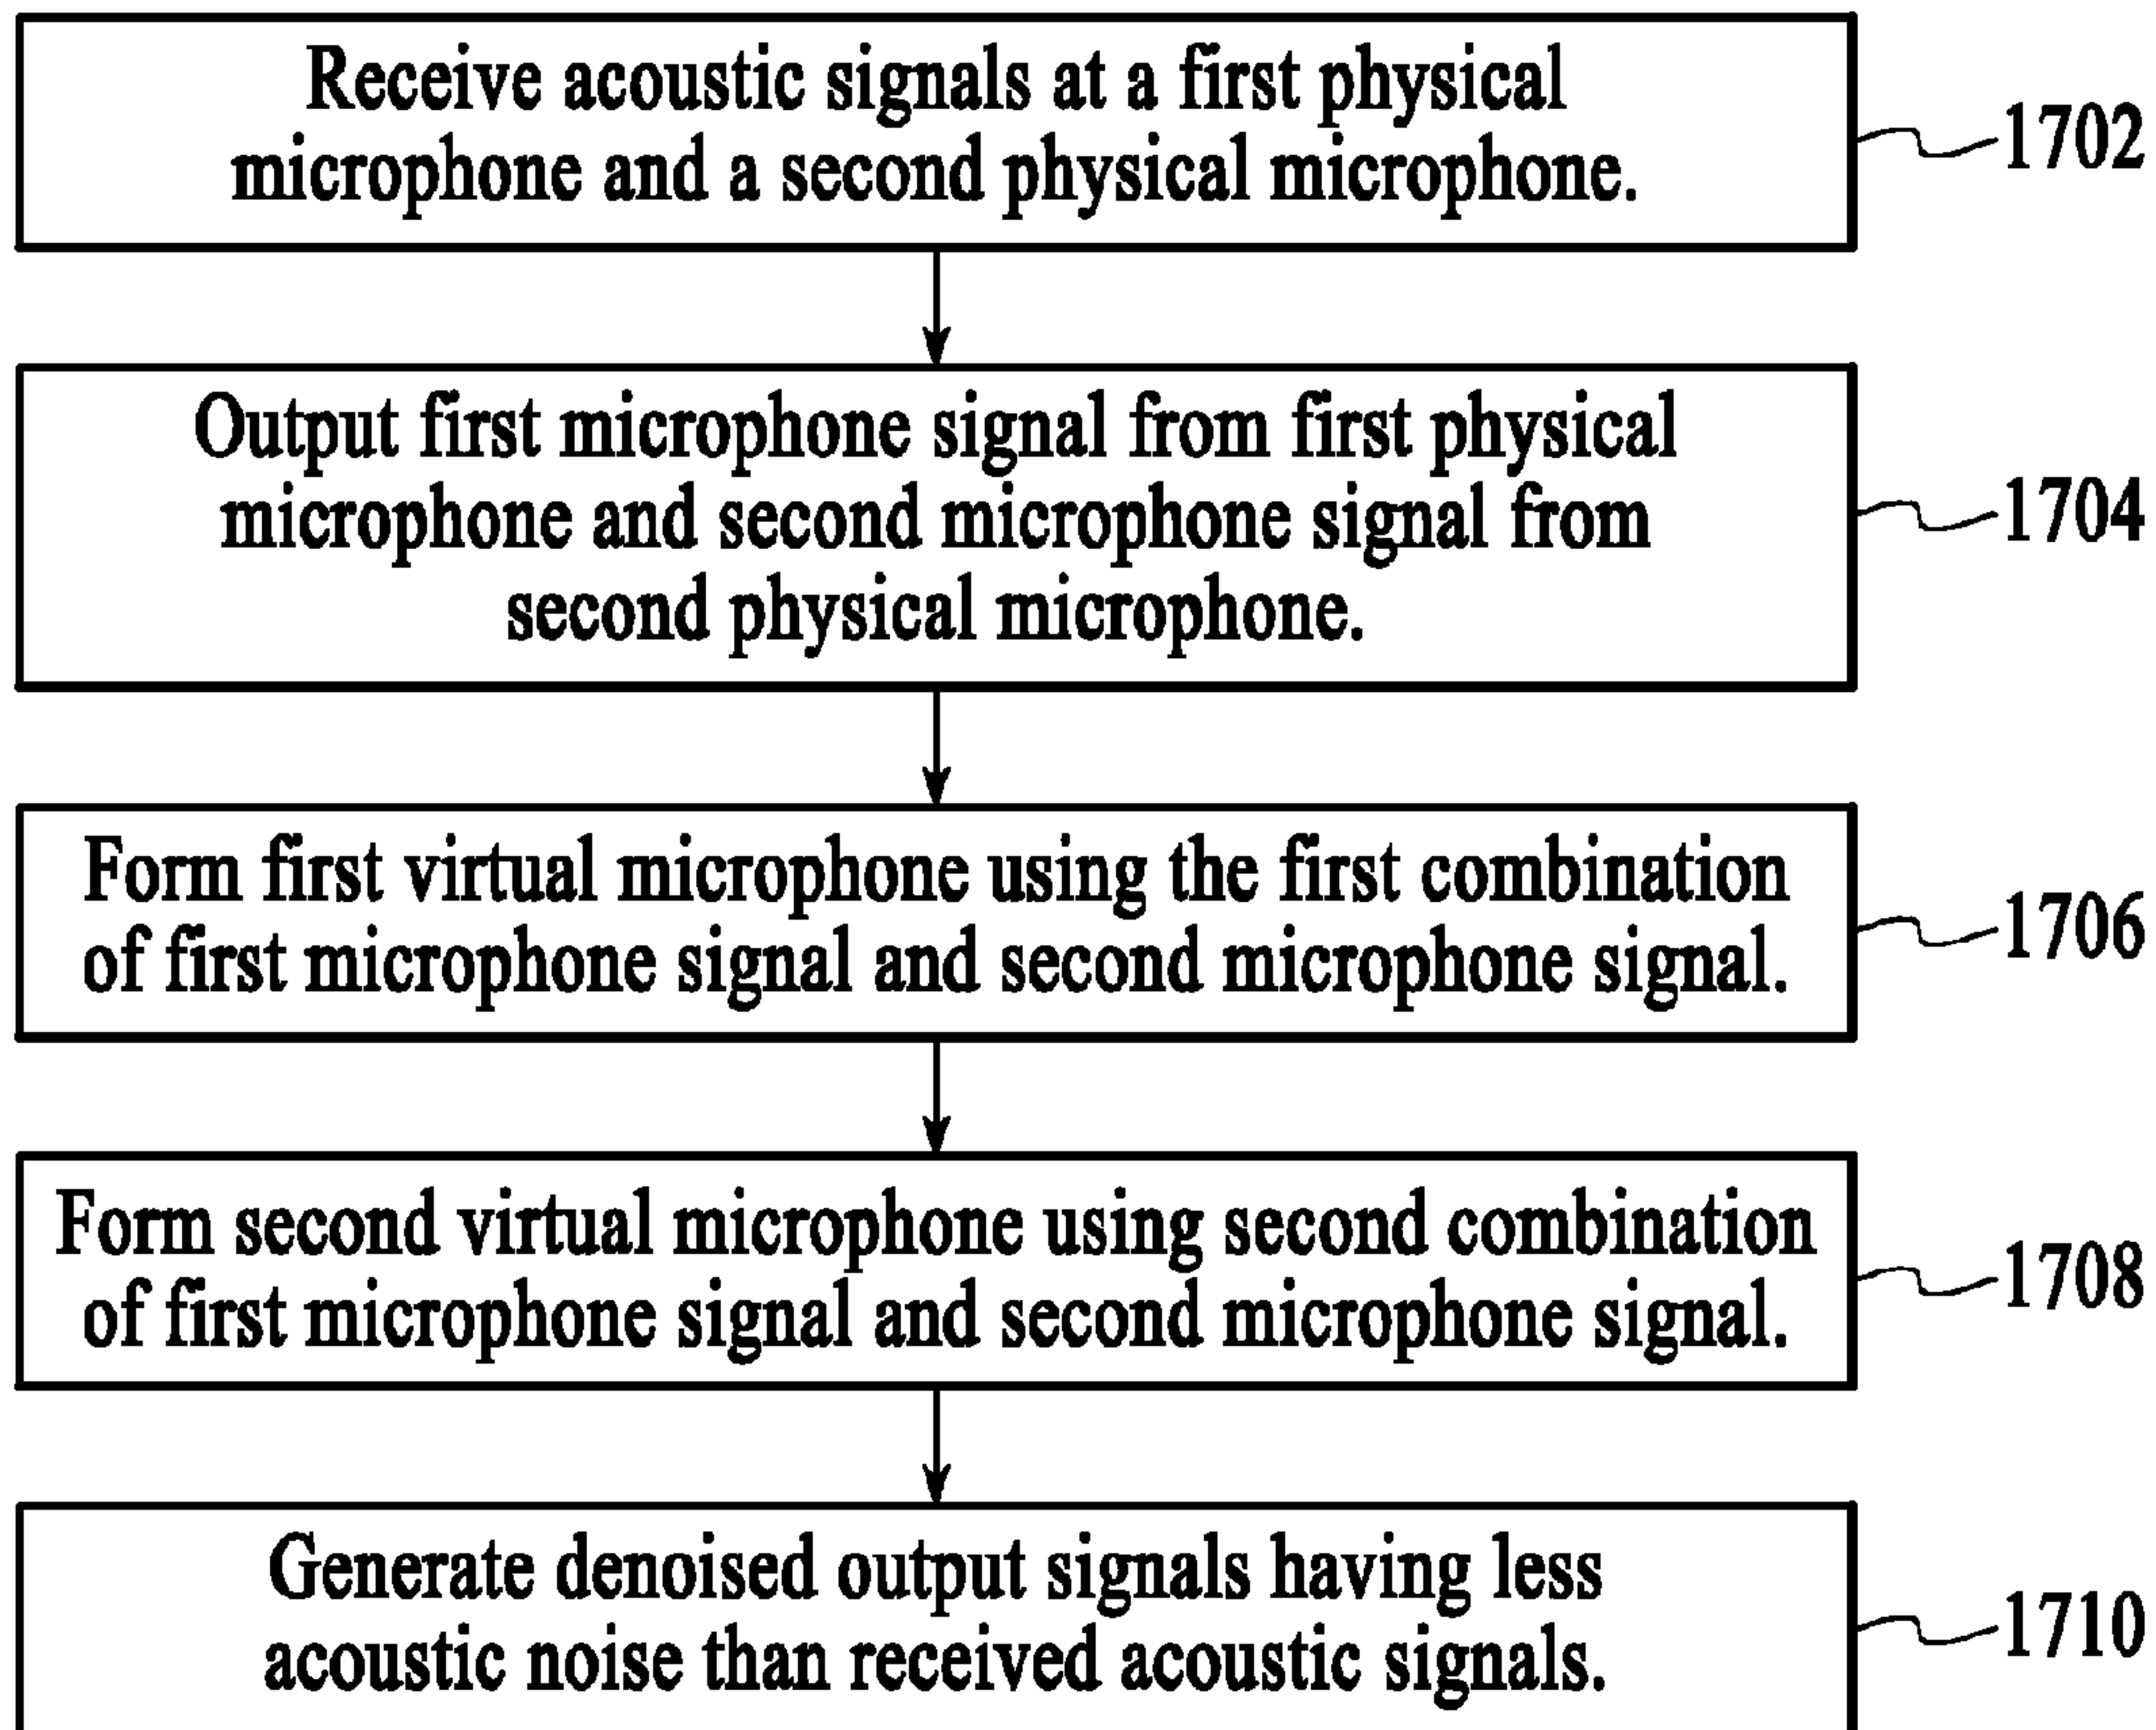 Receive acoustic signals at a first physical
microphone and a second physical microphone.
1702
Output first microphone signal from first physical
microphone and second microphone signal from
second physical microphone.
1704
Form first virtual microphone using the first combination
of first microphone signal and second microphone signal.
1706
Form second virtual microphone using second combination
of first microphone signal and second microphone signal.
1708
Generate denoised output signals having less
acoustic noise than received acoustic signals.
1710